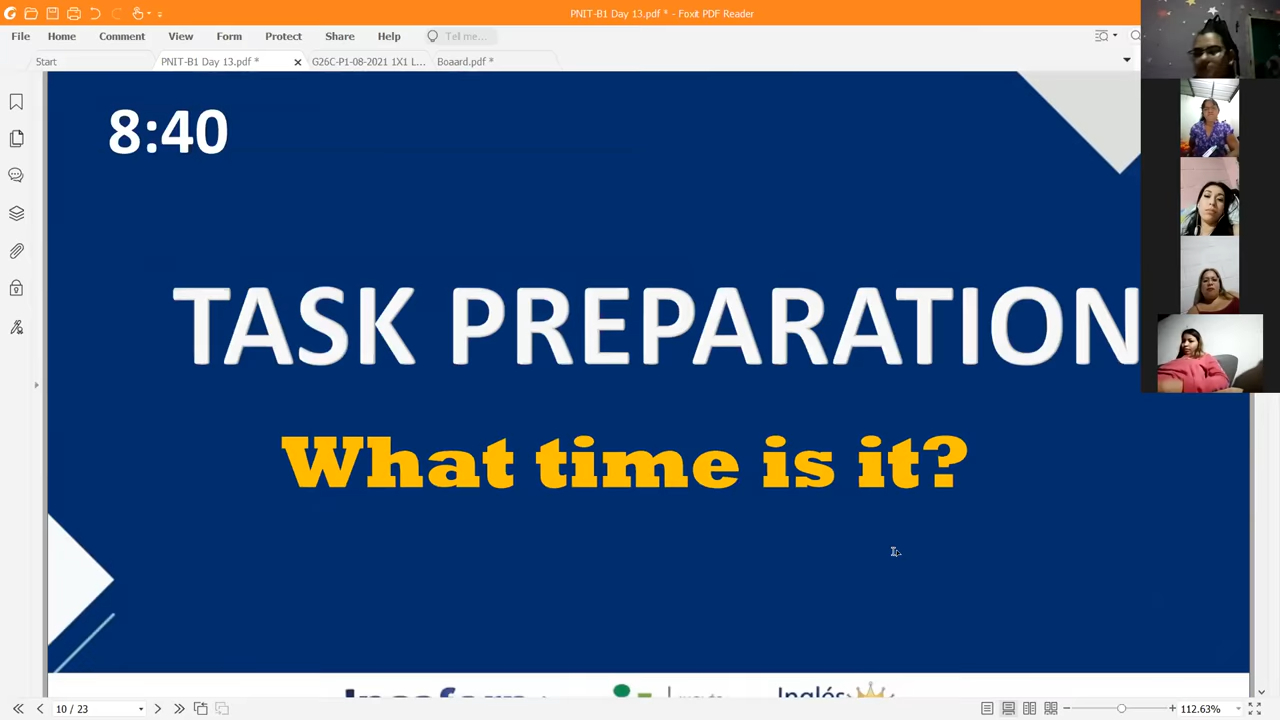 PNIT-B1 Day 13.pdf * - Foxit PDF Reader
File Home Comment View Form Protect Share Help Tell me...
Start PNIT-B1 Day 13.pdf * G26C-P1-08-2021 1X1 L... Boaard.pdf *
8:40
TASK PREPARATION
What time is it?
10 / 23 112.63%